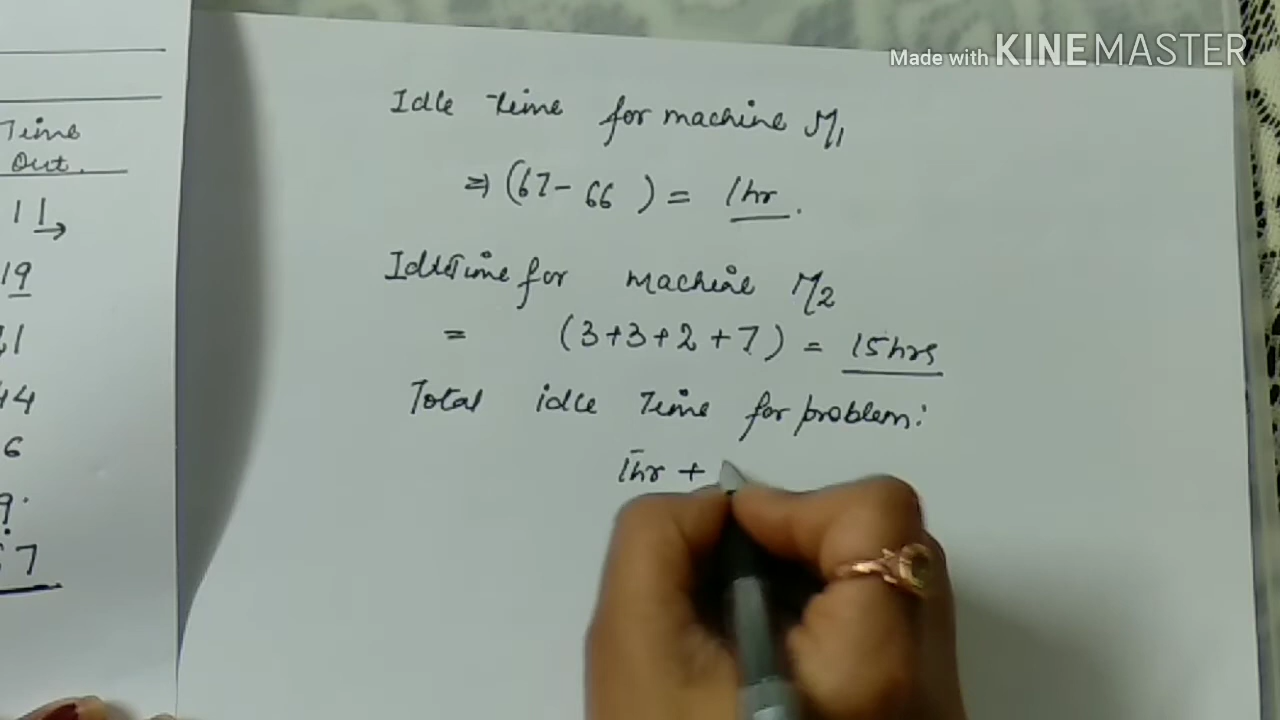 Made with KINEMASTER
Time
Out.
11
19
44
6
9.
7
Idle time for machine M1
⇒ (67 - 66) = 1hr.
Idle Time for machine M2
= (3+3+2+7) = 15hrs
Total idle Time for problem:
1hr +